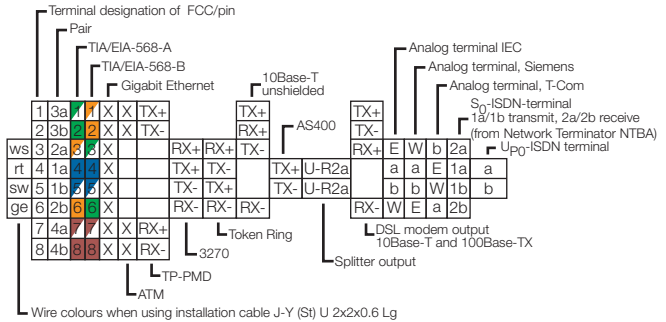 Terminal designation of FCC/pin
Pair
TIA/EIA-568-A
TIA/EIA-568-B
Gigabit Ethernet
10Base-T
unshielded
AS400
Analog terminal IEC
Analog terminal, Siemens
Analog terminal, T-Com
S0-ISDN-terminal
1a/1b transmit, 2a/2b receive
(from Network Terminator NTBA)
UP0-ISDN terminal
1 3a 1 1 X X TX+ TX+ TX+
2 3b 2 2 X X TX- TX+ TX-
ws 3 2a 3 3 X RX+ RX+ TX- RX+ E W b 2a
rt 4 1a 4 4 X TX+ TX+ TX+ U-R2a a a E 1a a
sw 5 1b 5 5 X TX- TX- TX- U-R2a b b W 1b b
ge 6 2b 6 6 X RX- RX- RX- RX- W E a 2b
7 4a 7 7 X X RX+
8 4b 8 8 X X RX-
Token Ring
3270
TP-PMD
ATM
DSL modem output
10Base-T and 100Base-TX
Splitter output
Wire colours when using installation cable J-Y (St) U 2x2x0.6 Lg